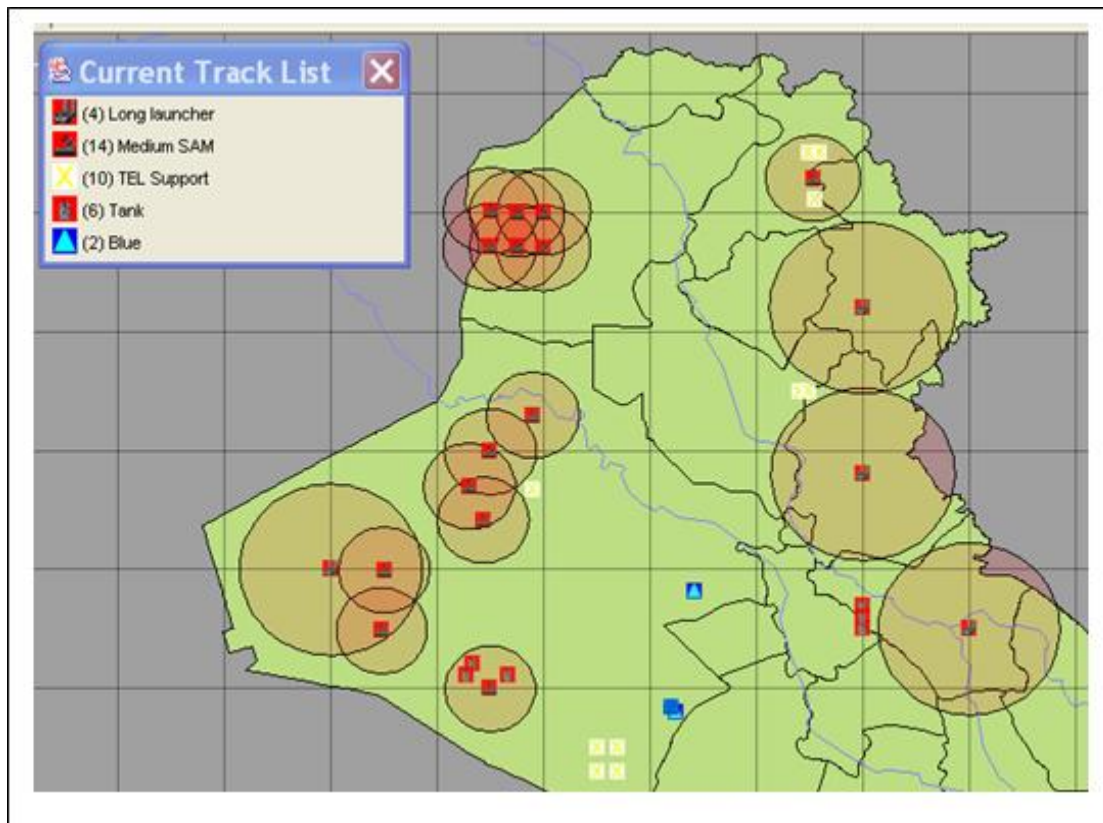 Current Track List
(4) Long launcher
(14) Medium SAM
(10) TEL Support
(6) Tank
(2) Blue